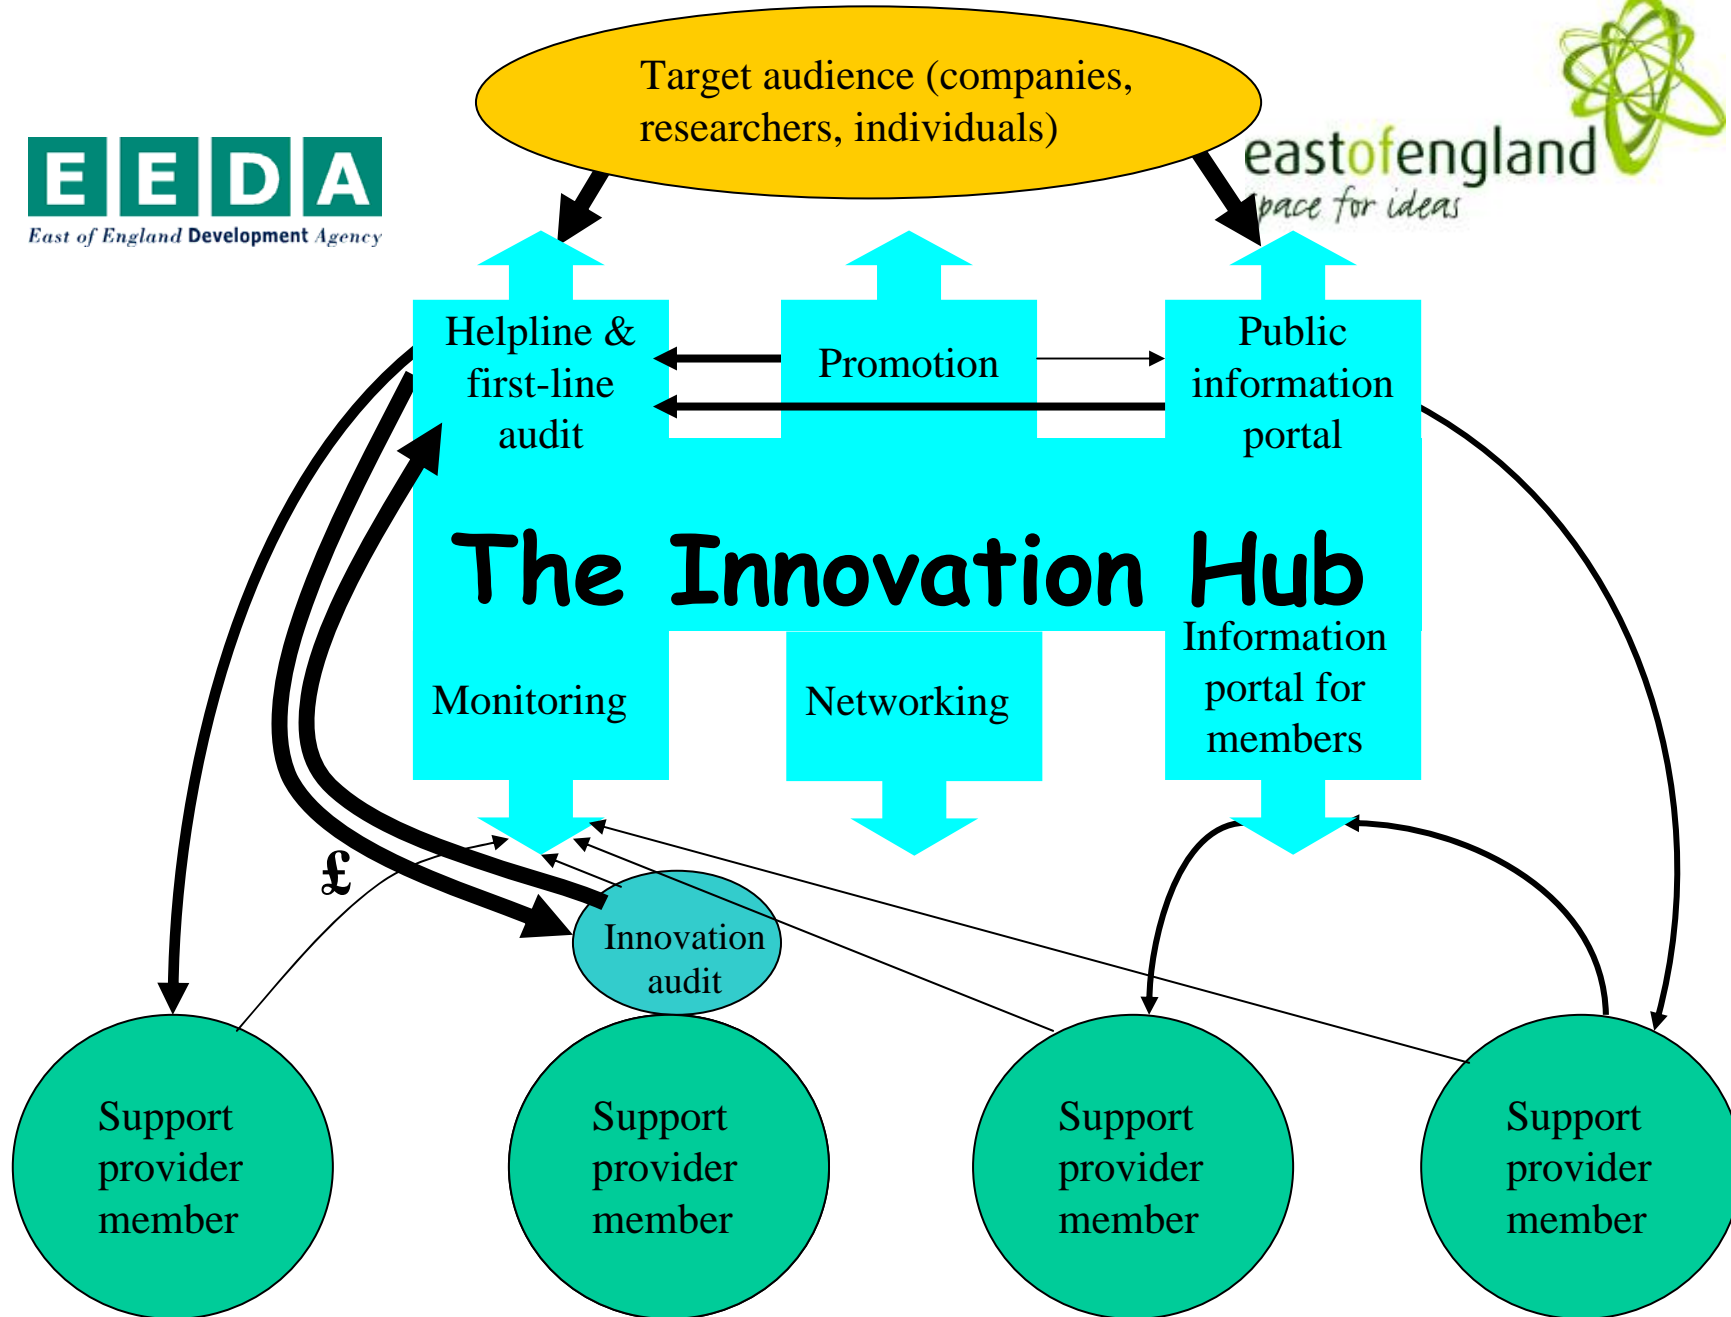 Target audience (companies,
researchers, individuals)
EEDA
East of England Development Agency
eastofengland
space for ideas
Helpline &
first-line
audit
Promotion
Public
information
portal
The Innovation Hub
Monitoring
Networking
Information
portal for
members
£
Innovation
audit
Support
provider
member
Support
provider
member
Support
provider
member
Support
provider
member